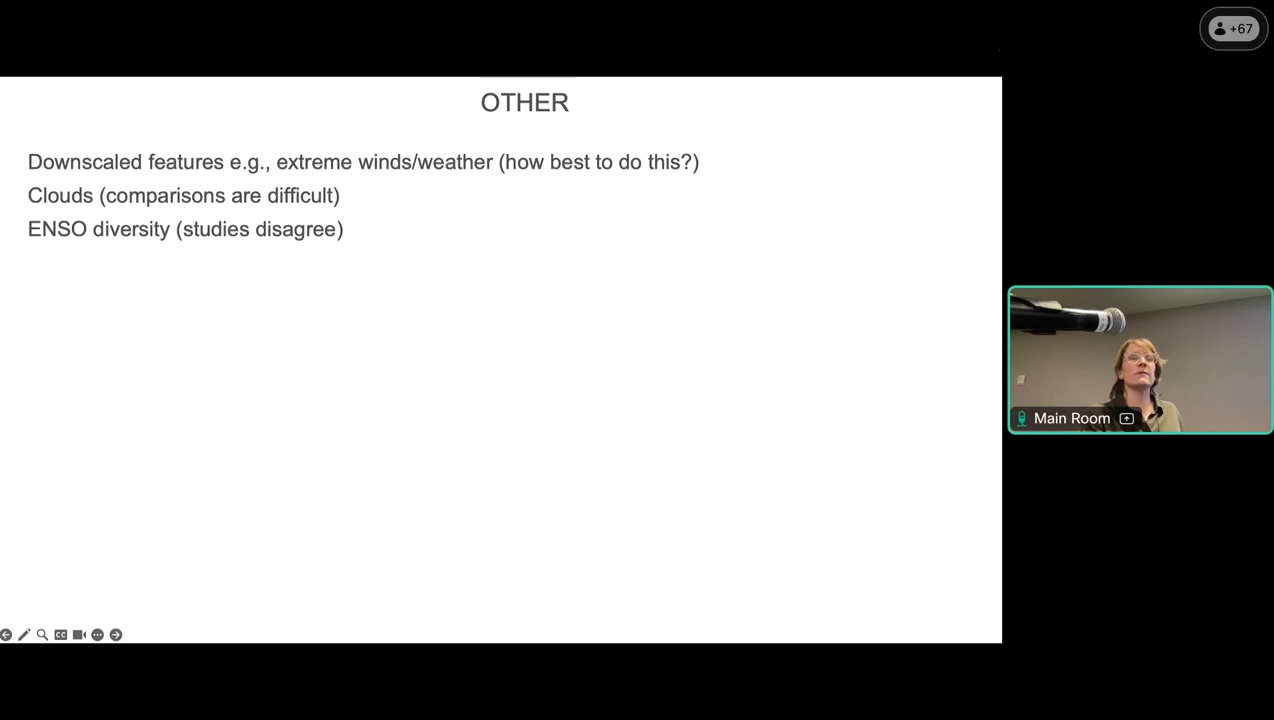 +67
OTHER
Downscaled features e.g., extreme winds/weather (how best to do this?)
Clouds (comparisons are difficult)
ENSO diversity (studies disagree)
Main Room
CC